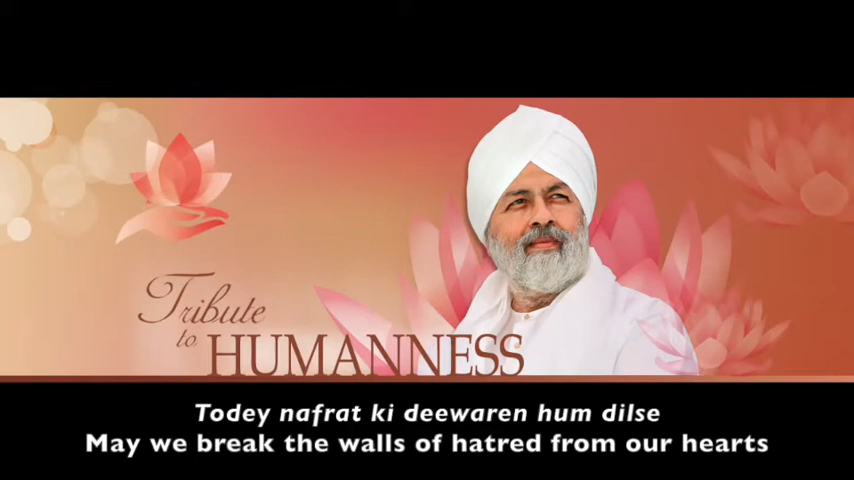 Tribute
to HUMANNESS
Todey nafrat ki deewaren hum dilse
May we break the walls of hatred from our hearts